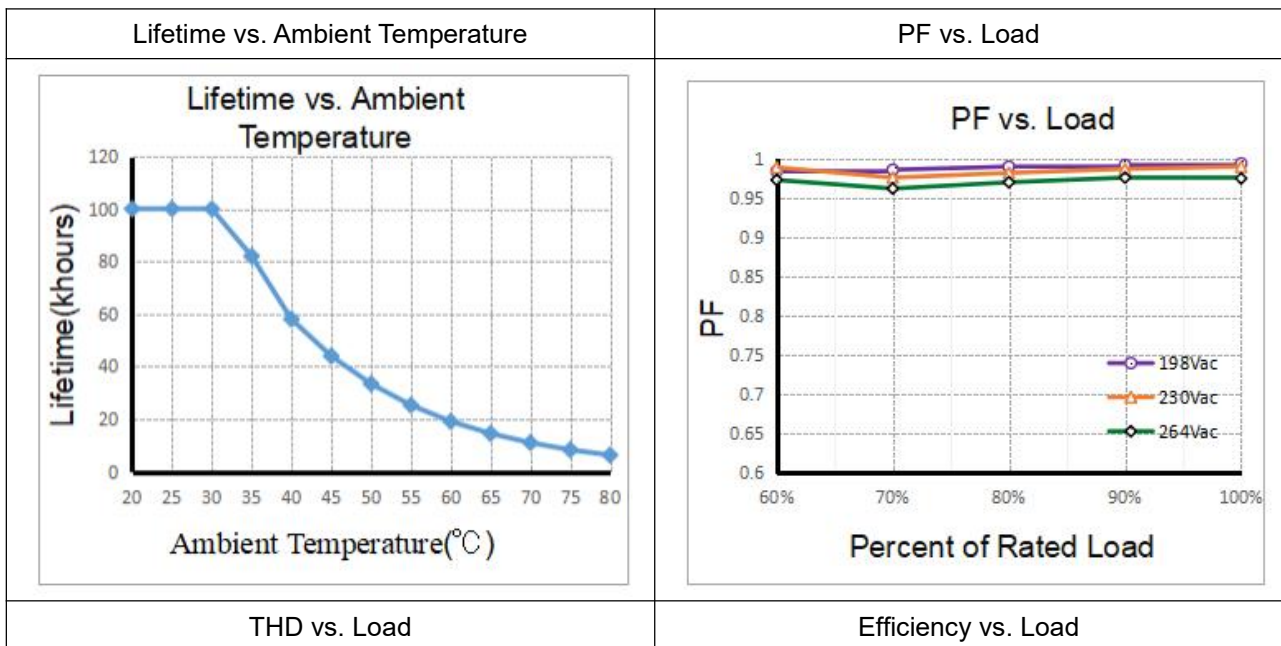 Lifetime vs. Ambient Temperature
PF vs. Load
Lifetime vs. Ambient
Temperature
Lifetime(khours)
120
100
80
60
40
20
0
20 25 30 35 40 45 50 55 60 65 70 75 80
Ambient Temperature(℃)
PF vs. Load
PF
1
0.95
0.9
0.85
0.8
0.75
0.7
0.65
0.6
198Vac
230Vac
264Vac
60% 70% 80% 90% 100%
Percent of Rated Load
THD vs. Load
Efficiency vs. Load